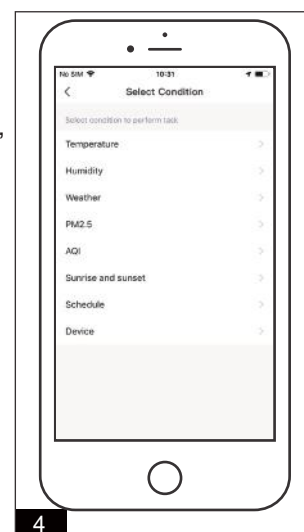 ,
No SIM 10:31
Select Condition
Select condition to perform task
Temperature
Humidity
Weather
PM2.5
AQI
Sunrise and sunset
Schedule
Device
4